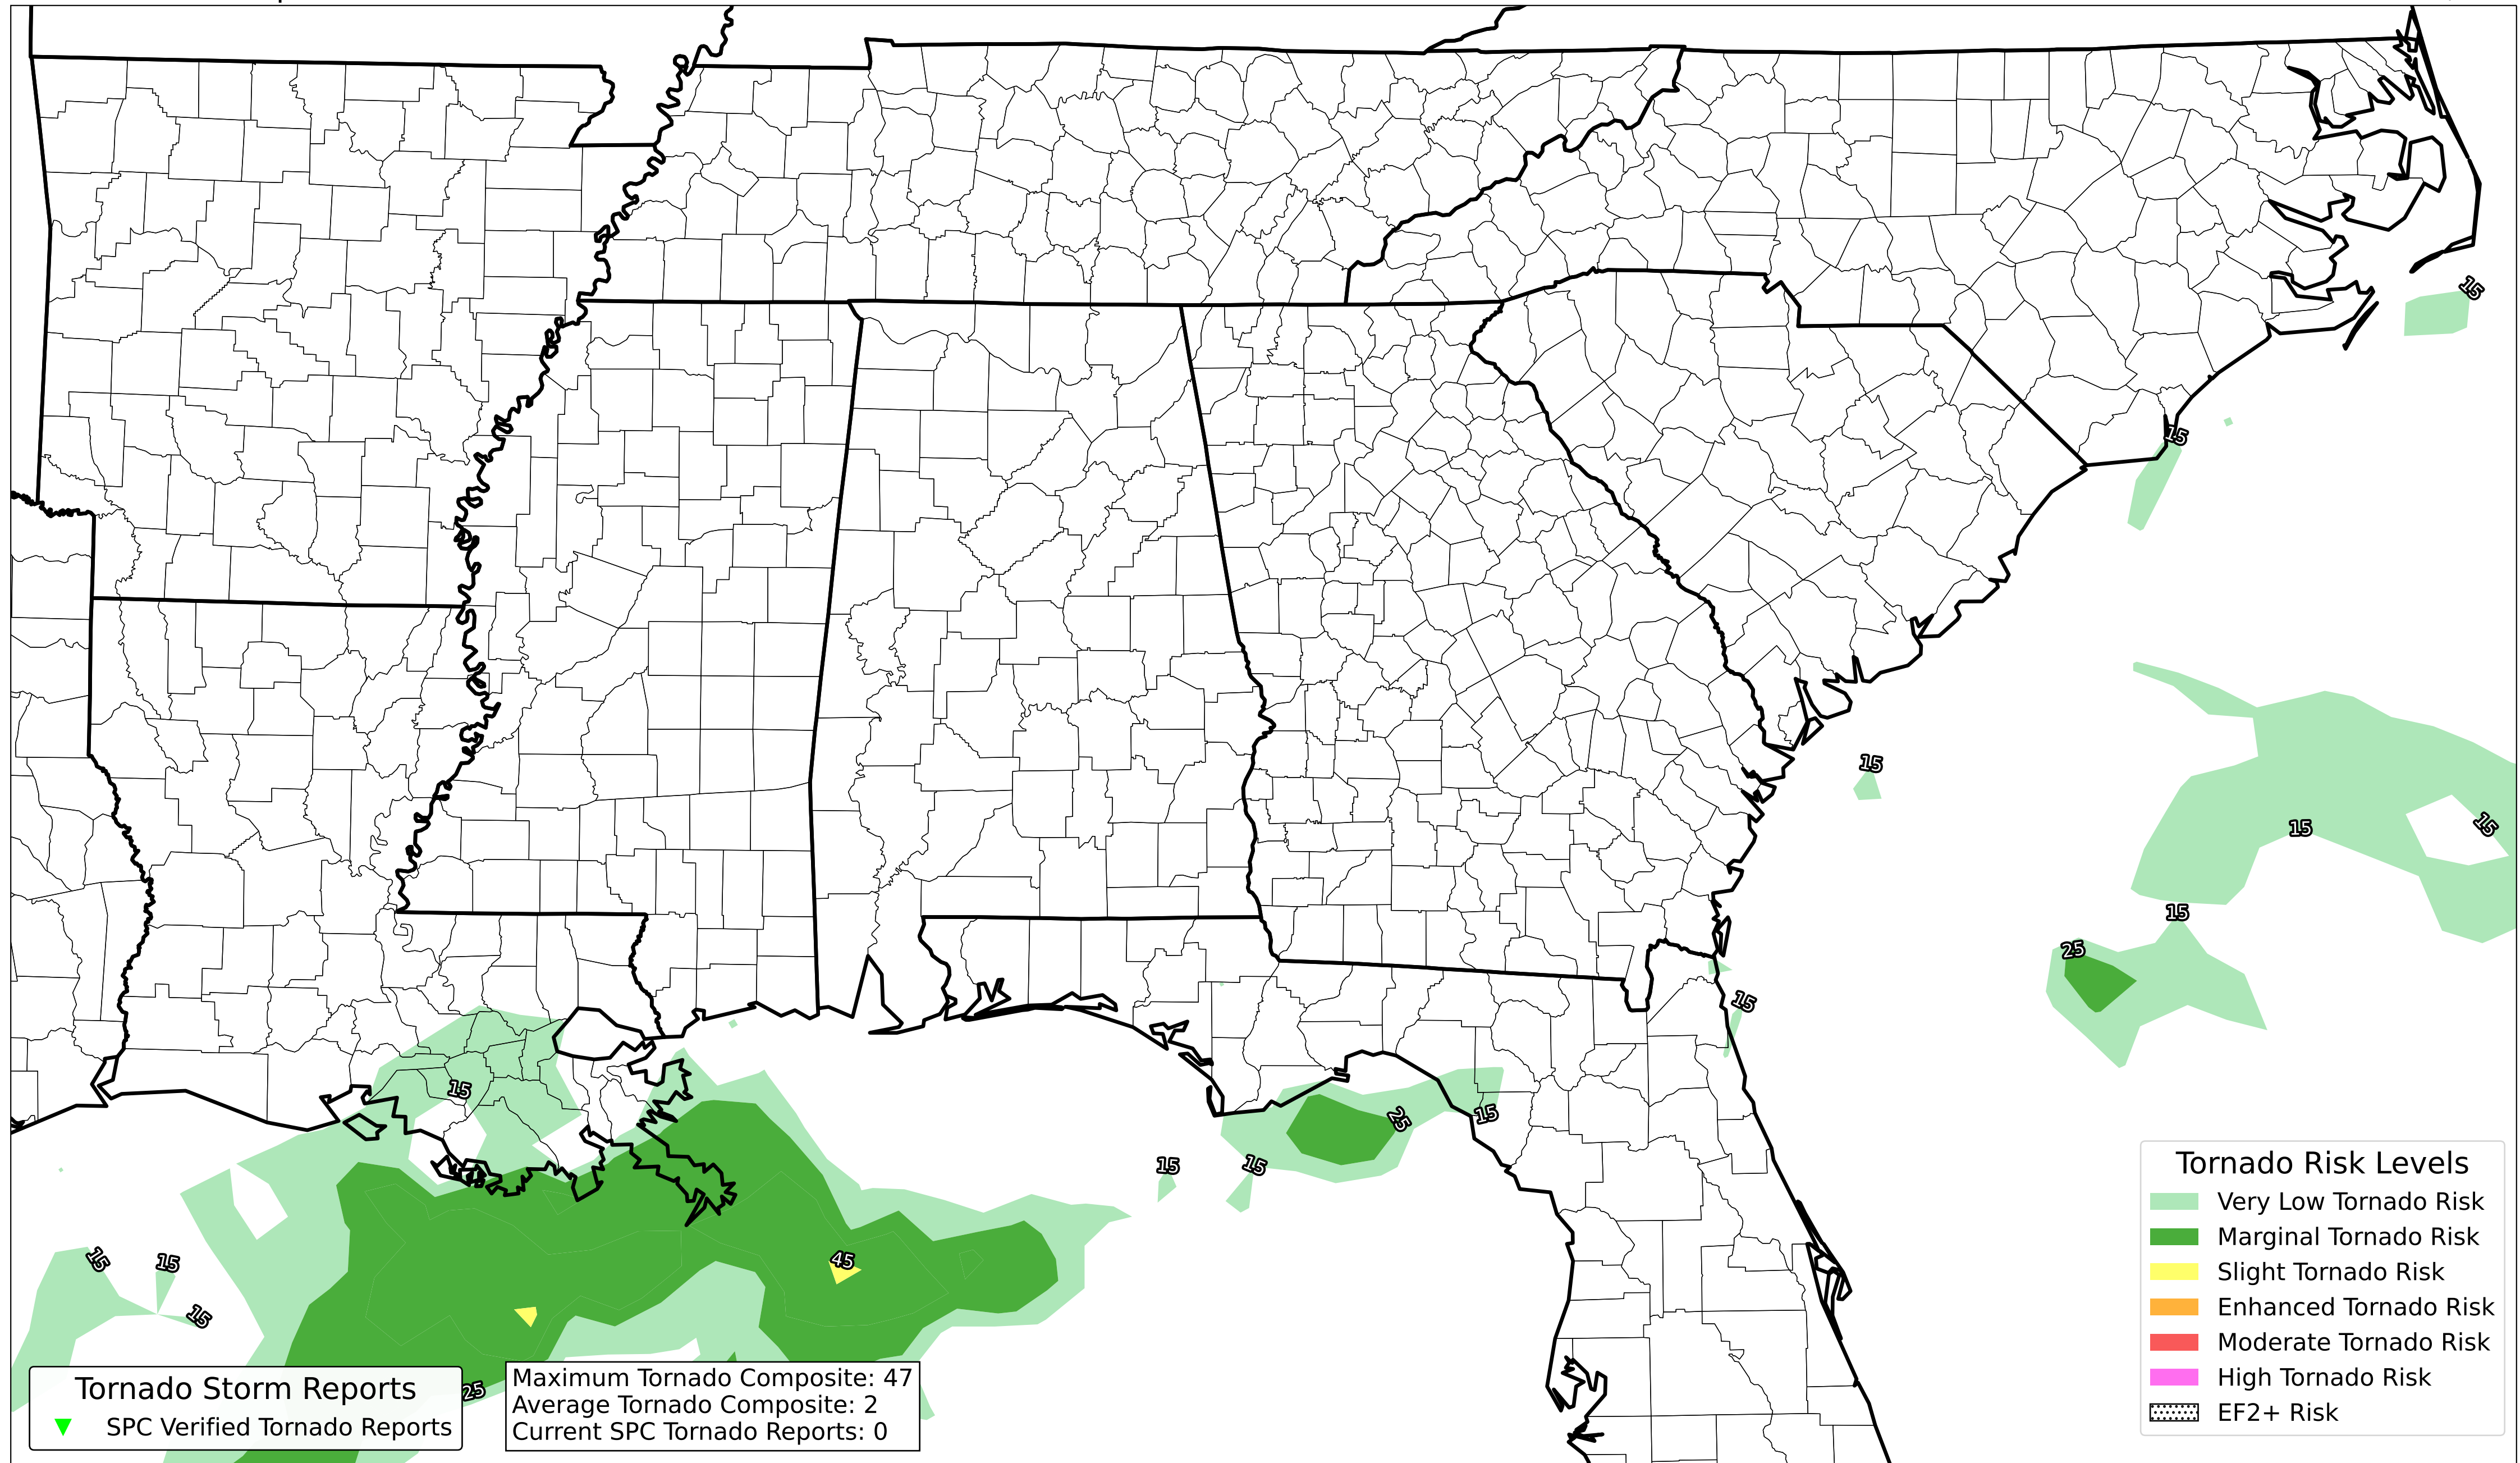 15
15
15
15
15
15
25
15
15
25
15
15
15
45
15
15
15
25
Tornado Risk Levels
Very Low Tornado Risk
Marginal Tornado Risk
Slight Tornado Risk
Enhanced Tornado Risk
Moderate Tornado Risk
High Tornado Risk
EF2+ Risk
Tornado Storm Reports
SPC Verified Tornado Reports
Maximum Tornado Composite: 47
Average Tornado Composite: 2
Current SPC Tornado Reports: 0